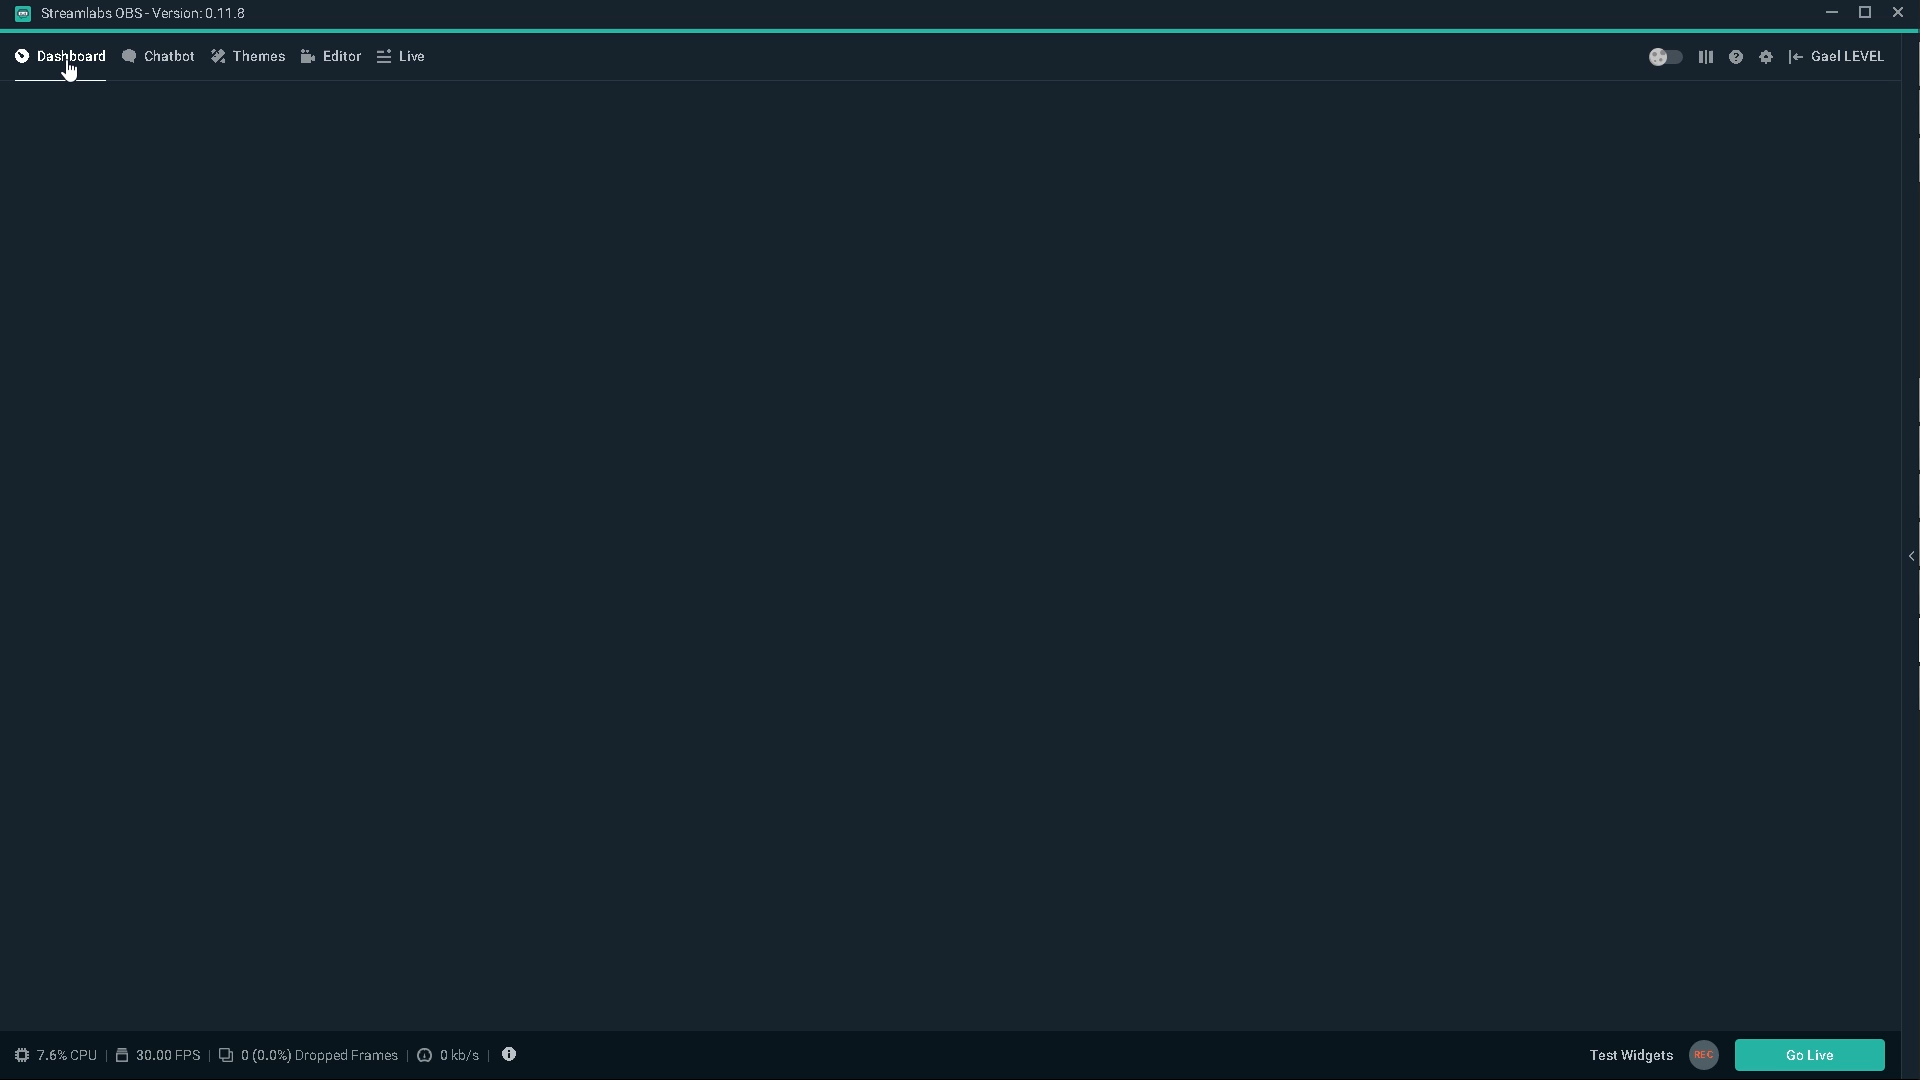 Streamlabs OBS - Version: 0.11.8
Dashboard Chatbot Themes Editor Live Gael LEVEL
7.6% CPU 30.00 FPS 0 (0.0%) Dropped Frames 0 kb/s Test Widgets REC Go Live